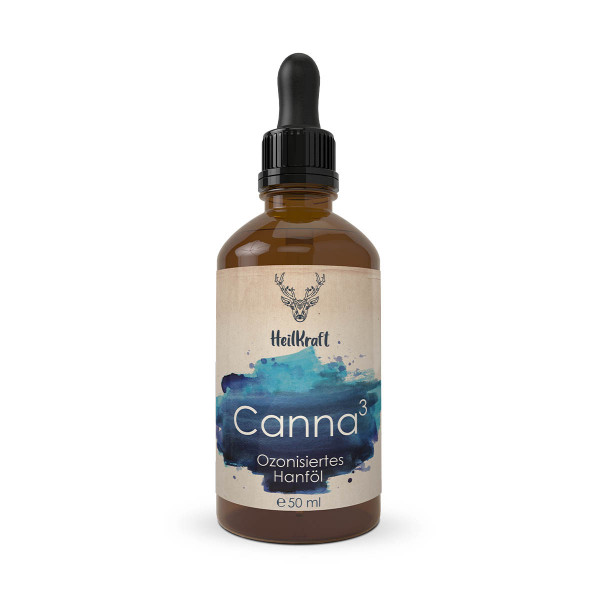 HeilKraft
Canna³
Ozonisiertes
Hanföl
℮ 50 ml